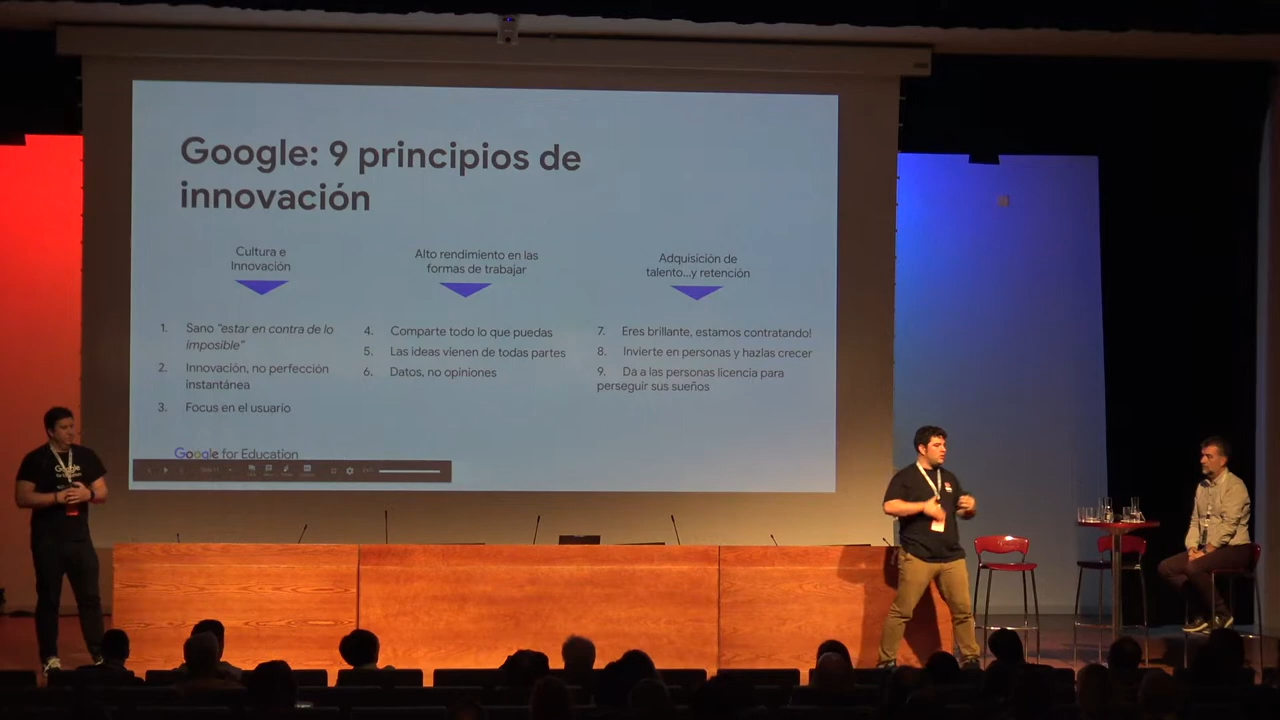 Google: 9 principios de
innovación
Cultura e
Innovación
Alto rendimiento en las
formas de trabajar
Adquisición de
talento...y retención
1. Sano "estar en contra de lo
imposible"
2. Innovación, no perfección
instantánea
3. Focus en el usuario
4. Comparte todo lo que puedas
5. Las ideas vienen de todas partes
6. Datos, no opiniones
7. Eres brillante, estamos contratando!
8. Invierte en personas y hazlas crecer
9. Da a las personas licencia para
perseguir sus sueños
Google for Education
Google
for Education